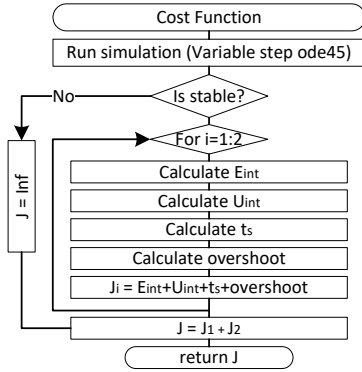 Cost Function
Run simulation (Variable step ode45)
No
Is stable?
For i=1:2
J = Inf
Calculate Eint
Calculate Uint
Calculate ts
Calculate overshoot
Ji = Eint+Uint+ts+overshoot
J = J1 + J2
return J